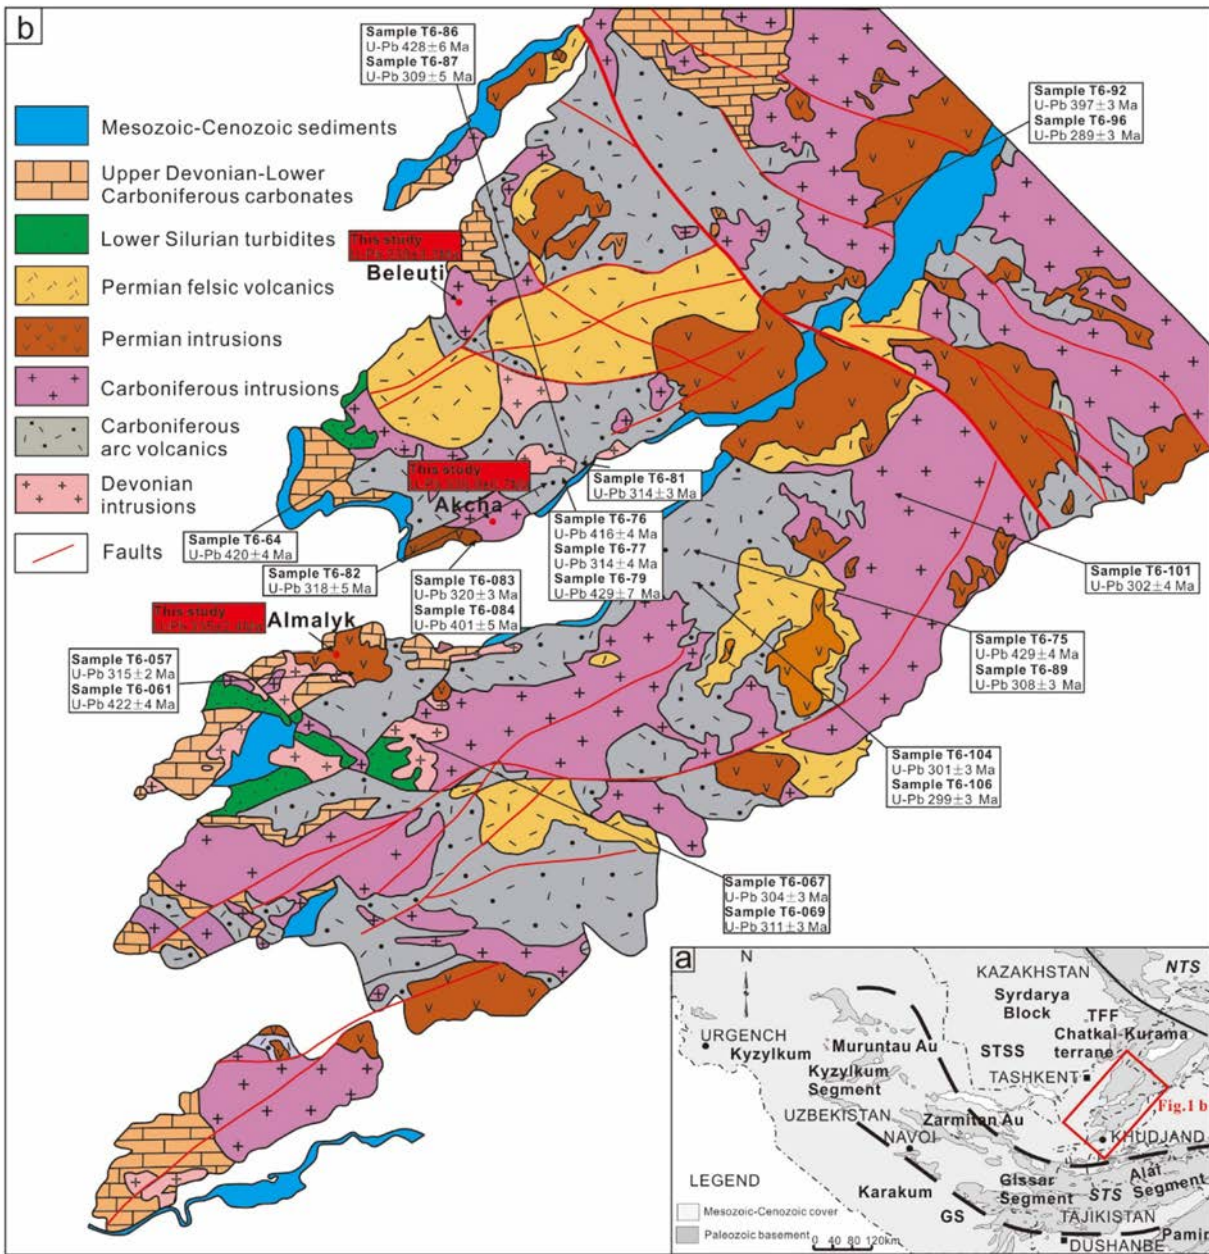 b
Mesozoic-Cenozoic sediments
Upper Devonian-Lower
Carboniferous carbonates
Lower Silurian turbidites
Permian felsic volcanics
Permian intrusions
Carboniferous intrusions
Carboniferous
arc volcanics
Devonian
intrusions
Faults
Sample T6-86
U-Pb 428±6 Ma
Sample T6-87
U-Pb 309±5 Ma
Sample T6-92
U-Pb 397±3 Ma
Sample T6-96
U-Pb 289±3 Ma
This study
Beleuti
This study
Akcha
Sample T6-81
U-Pb 314±3 Ma
Sample T6-64
U-Pb 420±4 Ma
Sample T6-82
U-Pb 318±5 Ma
Sample T6-083
U-Pb 320±3 Ma
Sample T6-084
U-Pb 401±5 Ma
Sample T6-76
U-Pb 416±4 Ma
Sample T6-77
U-Pb 314±4 Ma
Sample T6-79
U-Pb 429±7 Ma
Sample T6-101
U-Pb 302±4 Ma
This study
Almalyk
Sample T6-057
U-Pb 315±2 Ma
Sample T6-061
U-Pb 422±4 Ma
Sample T6-75
U-Pb 429±4 Ma
Sample T6-89
U-Pb 308±3 Ma
Sample T6-104
U-Pb 301±3 Ma
Sample T6-106
U-Pb 299±3 Ma
Sample T6-067
U-Pb 304±3 Ma
Sample T6-069
U-Pb 311±3 Ma
a
N
KAZAKHSTAN
NTS
Syrdarya
Block
TFF
Chatkal-Kurama
terrane
URGENCH
Kyzylkum
Muruntau Au
STSS
TASHKENT
Kyzylkum
Segment
Fig.1 b
UZBEKISTAN
Zarmitan Au
NAVOI
KHUDJAND
LEGEND
Alai
Segment
Gissar
Segment
STS
Karakum
GS
TAJIKISTAN
Pamir
DUSHANBE
Mesozoic-Cenozoic cover
Paleozoic basement
0 40 80 120km